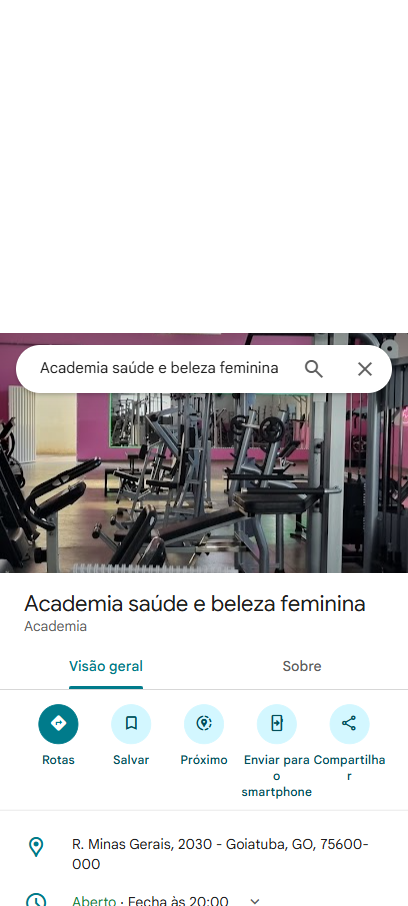 Academia saúde e beleza feminina
Academia saúde e beleza feminina
Academia
Visão geral
Sobre
Rotas
Salvar
Próximo
Enviar para
o
smartphone
Compartilha
r
R. Minas Gerais, 2030 - Goiatuba, GO, 75600-
000
Aberto · Fecha às 20:00